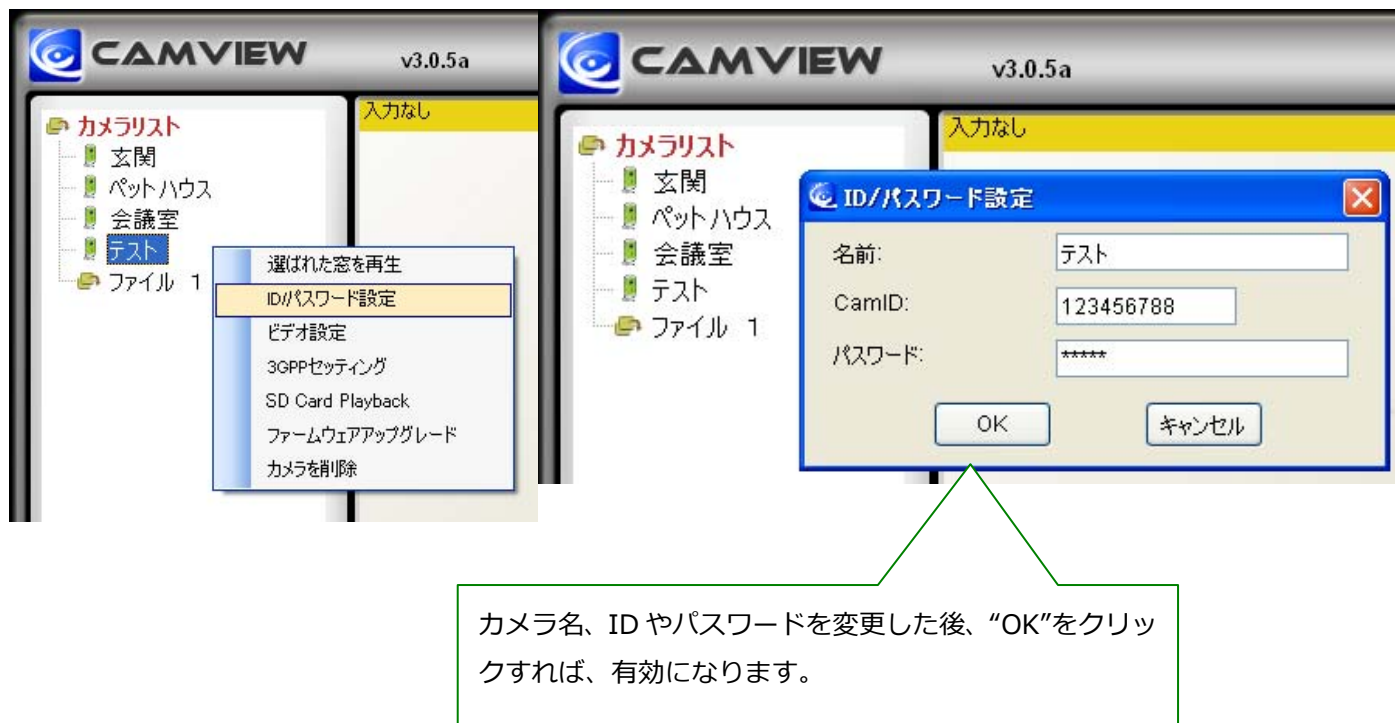 CAMVIEW v3.0.5a
入力なし
カメラリスト
玄関
ペットハウス
会議室
テスト
ファイル 1
選ばれた窓を再生
ID/パスワード設定
ビデオ設定
3GPPセッティング
SD Card Playback
ファームウェアアップグレード
カメラを削除
CAMVIEW v3.0.5a
入力なし
カメラリスト
玄関
ペットハウス
会議室
テスト
ファイル 1
ID/パスワード設定
名前: テスト
CamID: 123456788
パスワード: *****
OK キャンセル
カメラ名、ID やパスワードを変更した後、“OK”をクリッ
クすれば、有効になります。